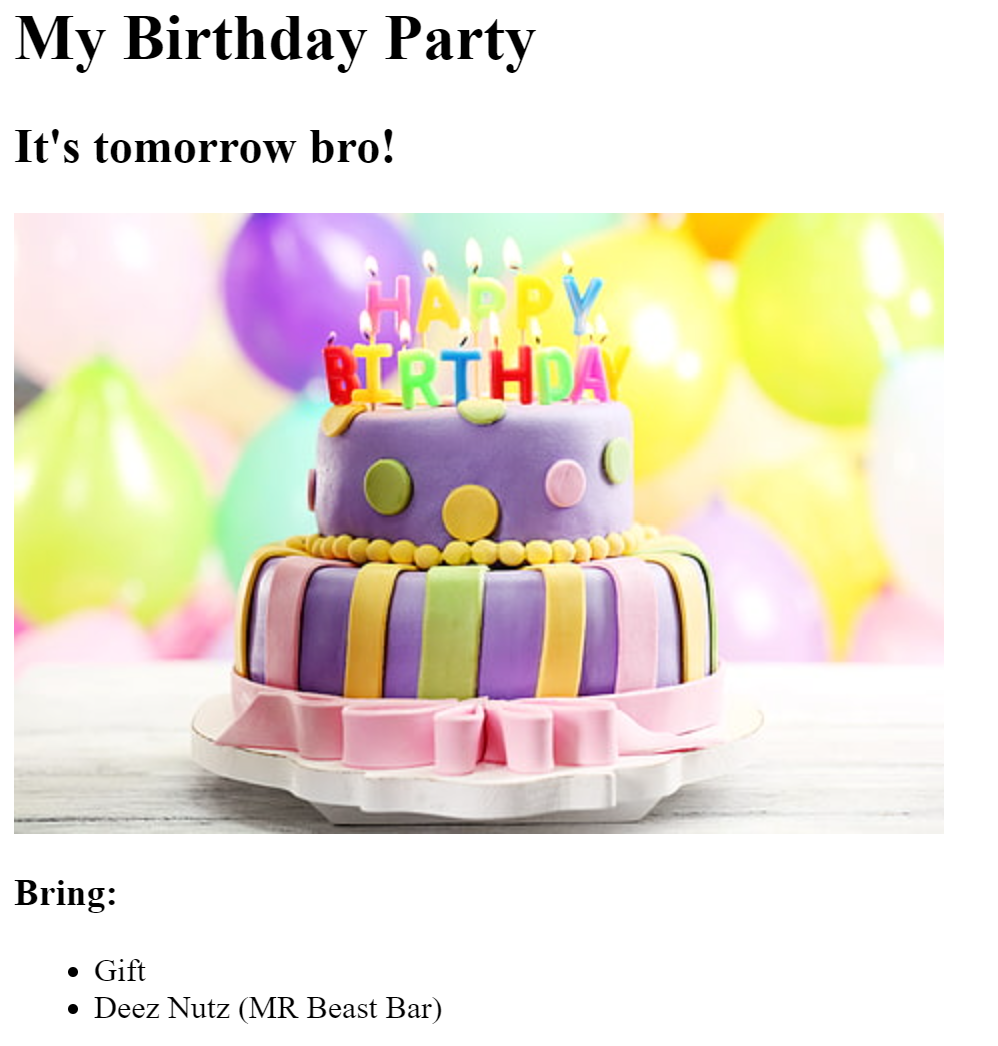 My Birthday Party
It's tomorrow bro!
HAPPY
BIRTHDAY
Bring:
Gift
Deez Nutz (MR Beast Bar)